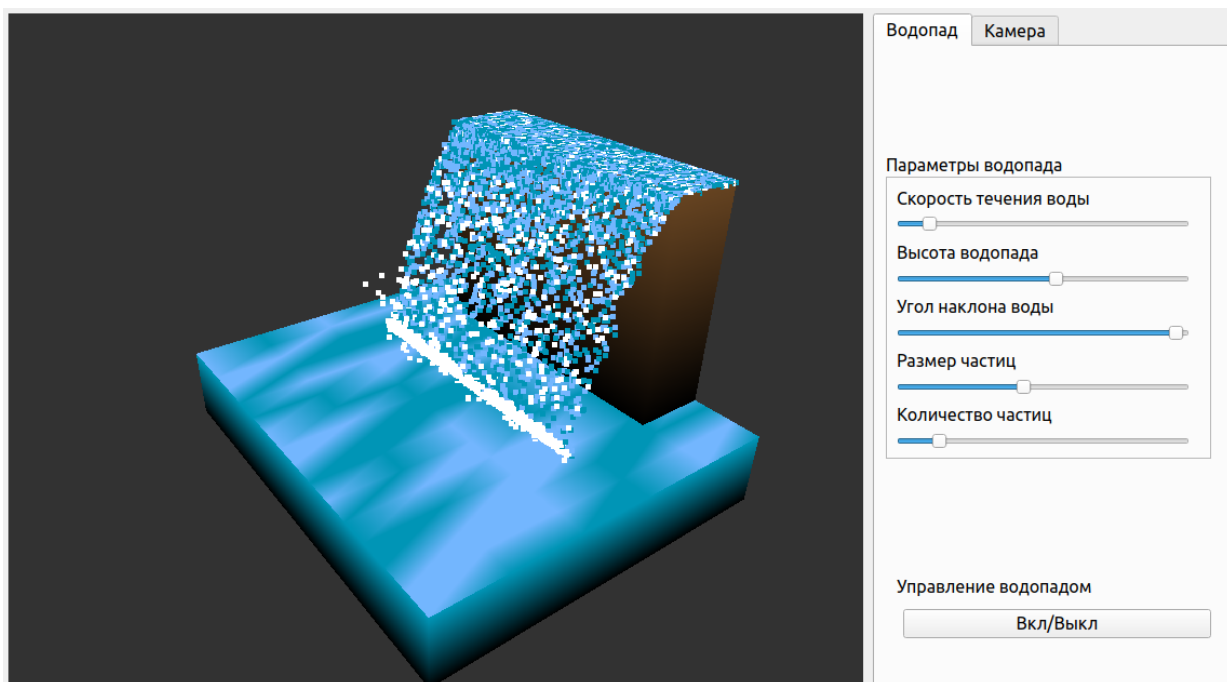 Водопад
Камера
Параметры водопада
Скорость течения воды
Высота водопада
Угол наклона воды
Размер частиц
Количество частиц
Управление водопадом
Вкл/Выкл